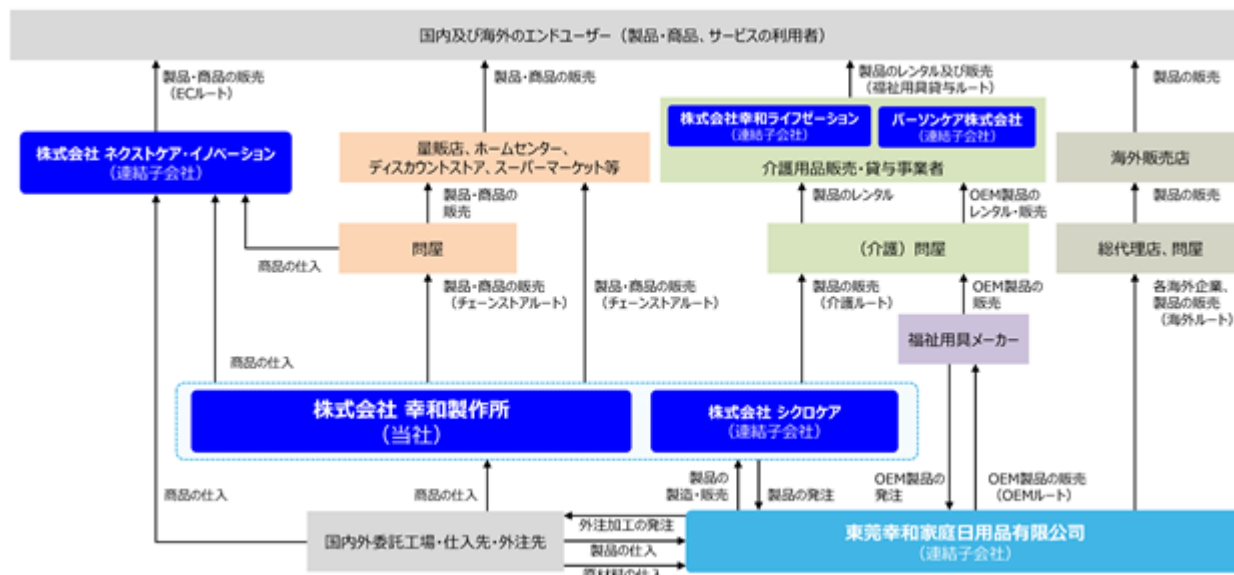 国内及び海外のエンドユーザー（製品・商品、サービスの利用者）
製品・商品の販売
（ECルート）
製品・商品の販売
製品のレンタル及び販売
（福祉用具貸与ルート）
製品の販売
株式会社 ネクストケア・イノベーション
（連結子会社）
量販店、ホームセンター、
ディスカウントストア、スーパーマーケット等
株式会社幸和ライフゼーション
（連結子会社）
パーソンケア株式会社
（連結子会社）
介護用品販売・貸与事業者
海外販売店
製品・商品の
販売
製品のレンタル
OEM製品の
レンタル・販売
製品の販売
問屋
（介護）問屋
総代理店、問屋
商品の仕入
製品・商品の販売
（チェーンストアルート）
製品・商品の販売
（チェーンストアルート）
製品の販売
（介護ルート）
OEM製品の
販売
各海外企業、
製品の販売
（海外ルート）
福祉用具メーカー
商品の仕入
株式会社 幸和製作所
（当社）
株式会社 シクロケア
（連結子会社）
商品の仕入
商品の仕入
製品の
製造・販売
製品の発注
OEM製品の
発注
OEM製品の販売
（OEMルート）
国内外委託工場・仕入先・外注先
外注加工の発注
製品の仕入
原材料の仕入
東莞幸和家庭日用品有限公司
（連結子会社）